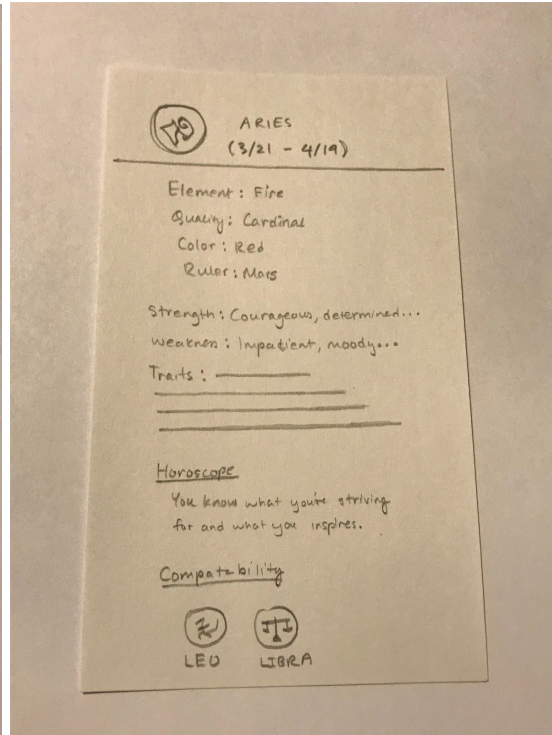 ARIES
(3/21 - 4/19)
Element: Fire
Quality: Cardinal
Color: Red
Ruler: Mars
Strength: Courageous, determined...
Weakness: Impatient, moody...
Traits:
Horoscope
You know what you're striving
for and what you inspires.
Compatability
LEO LIBRA